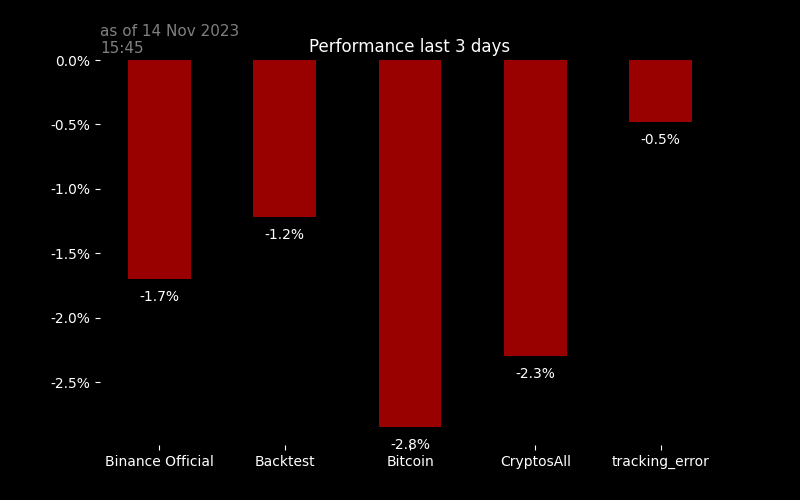 as of 14 Nov 2023
15:45
Performance last 3 days
0.0%
-0.5%
-1.0%
-1.5%
-2.0%
-2.5%
-1.7%
-1.2%
-2.8%
-2.3%
-0.5%
Binance Official
Backtest
Bitcoin
CryptosAll
tracking_error